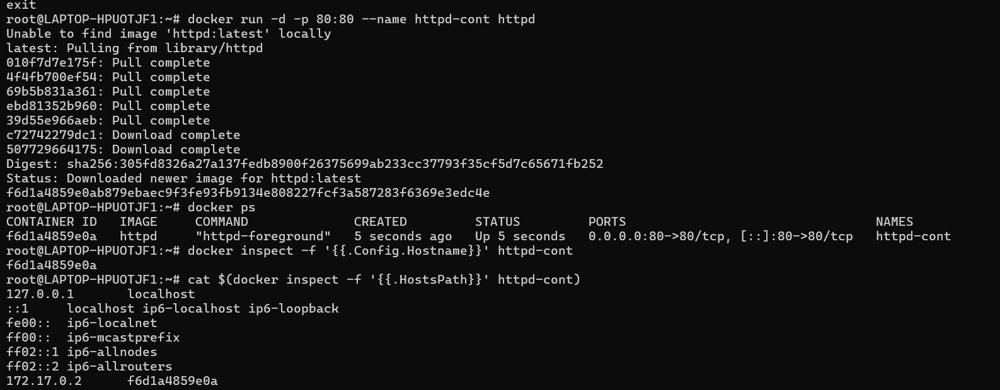 exit
root@LAPTOP-HPUOTJF1:~# docker run -d -p 80:80 --name httpd-cont httpd
Unable to find image 'httpd:latest' locally
latest: Pulling from library/httpd
010f7d7e175f: Pull complete
4f4fb700ef54: Pull complete
69b5b831a361: Pull complete
ebd81352b960: Pull complete
39d55e966aeb: Pull complete
c72742279dc1: Download complete
507729664175: Download complete
Digest: sha256:305fd8326a27a137fedb8900f26375699ab233cc37793f35cf5d7c65671fb252
Status: Downloaded newer image for httpd:latest
f6d1a4859e0ab879ebaec9f3fe93fb9134e808227fcf3a587283f6369e3edc4e
root@LAPTOP-HPUOTJF1:~# docker ps
CONTAINER ID   IMAGE     COMMAND              CREATED         STATUS         PORTS                                 NAMES
f6d1a4859e0a   httpd     "httpd-foreground"   5 seconds ago   Up 5 seconds   0.0.0.0:80->80/tcp, [::]:80->80/tcp   httpd-cont
root@LAPTOP-HPUOTJF1:~# docker inspect -f '{{.Config.Hostname}}' httpd-cont
f6d1a4859e0a
root@LAPTOP-HPUOTJF1:~# cat $(docker inspect -f '{{.HostsPath}}' httpd-cont)
127.0.0.1       localhost
::1     localhost ip6-localhost ip6-loopback
fe00::  ip6-localnet
ff00::  ip6-mcastprefix
ff02::1 ip6-allnodes
ff02::2 ip6-allrouters
172.17.0.2      f6d1a4859e0a